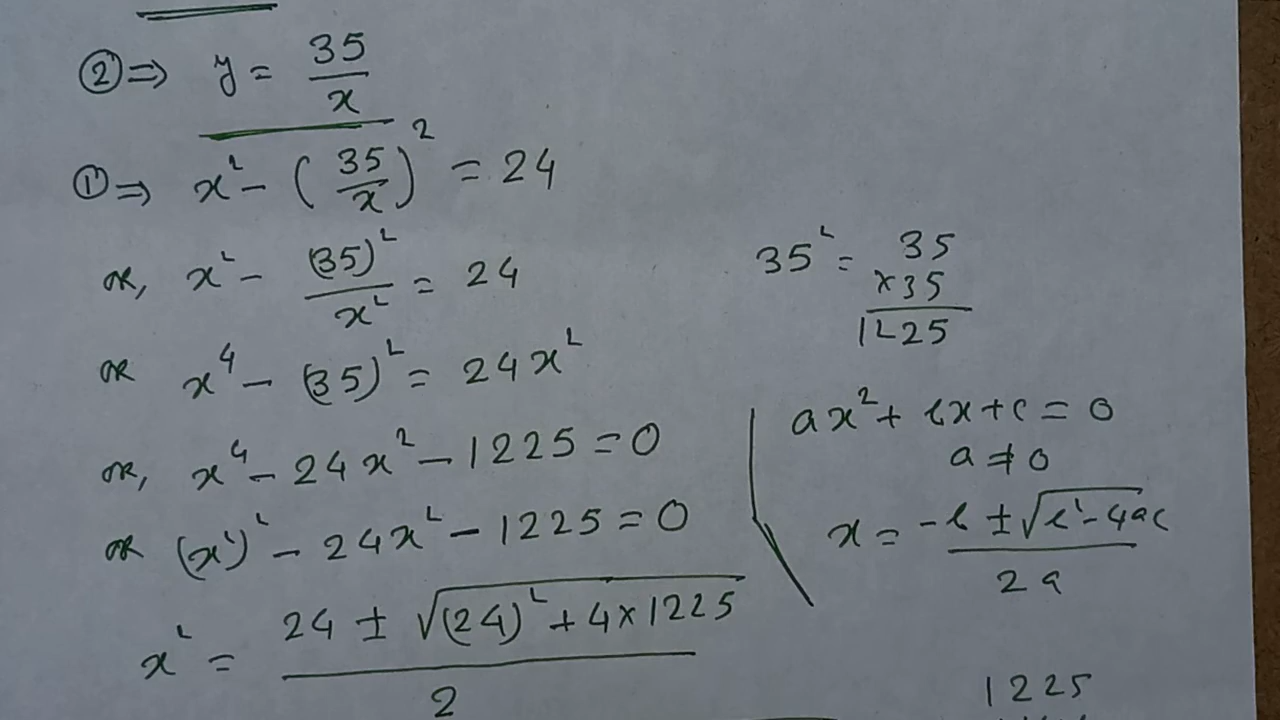 ② ⇒ y = 35/x
① ⇒ x² - (35/x)² = 24
or, x² - (35)²/x² = 24
or x⁴ - (35)² = 24x²
or, x⁴ - 24x² - 1225 = 0
or (x²)² - 24x² - 1225 = 0
x² = 24 ± √((24)² + 4×1225) / 2
35² = 35
×35
1225
ax² + bx + c = 0
a ≠ 0
x = -b ± √(b² - 4ac) / 2a
1225